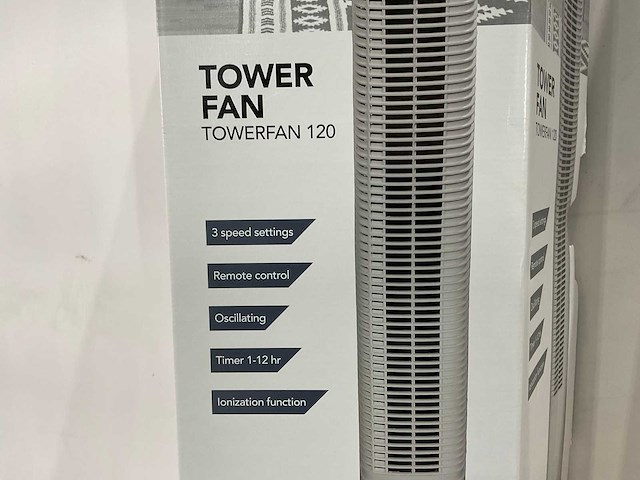 TOWER
FAN
TOWERFAN 120
3 speed settings
Remote control
Oscillating
Timer 1-12 hr
Ionization function
TOWER
FAN
TOWERFAN 120